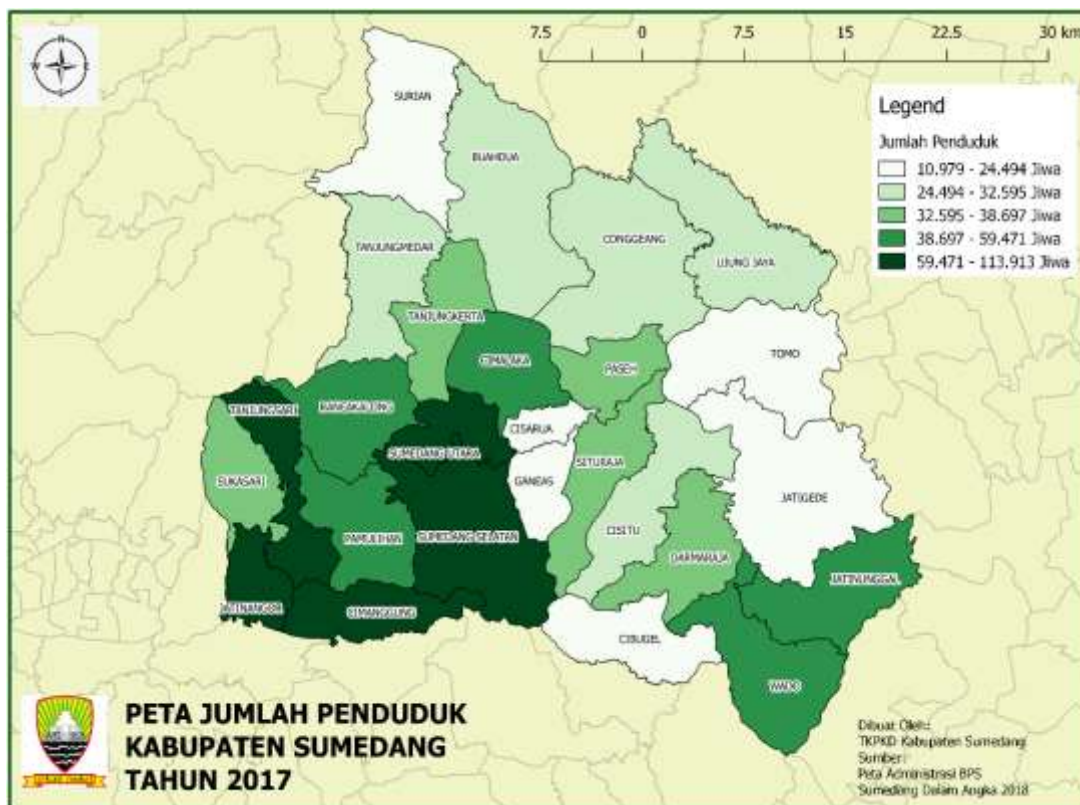 7.5 0 7.5 15 22.5 30 km
N
W E
Legend
Jumlah Penduduk
10.979 - 24.494 Jiwa
24.494 - 32.595 Jiwa
32.595 - 38.697 Jiwa
38.697 - 59.471 Jiwa
59.471 - 113.913 Jiwa
SURIAN
BUAHDUA
TANJUNGMEDAR
CONGGEANG
UJUNG JAYA
TANJUNGKERTA
CIMALAKA
PASEH
TOMO
TANJUNGSARI
RANCAKALONG
CISARUA
SUMEDANG UTARA
SITURAJA
SUKASARI
GANEAS
JATIGEDE
PAMULIHAN
SUMEDANG SELATAN
CISITU
DARMARAJA
JATINUNGGAL
JATINANGOR
CIMANGGUNG
CIBUGEL
WADO
PETA JUMLAH PENDUDUK
KABUPATEN SUMEDANG
TAHUN 2017
Dibuat Oleh:
TKPKD Kabupaten Sumedang
Sumber:
Peta Administrasi BPS
Sumedang Dalam Angka 2018